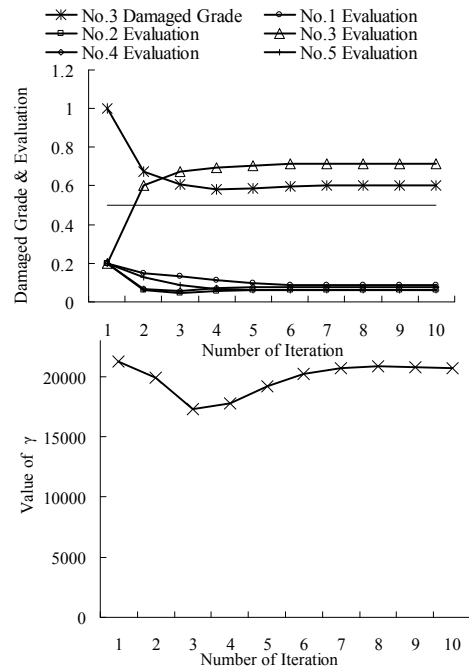 No.3 Damaged Grade No.1 Evaluation
No.2 Evaluation No.3 Evaluation
No.4 Evaluation No.5 Evaluation
Damaged Grade & Evaluation
1.2
1
0.8
0.6
0.4
0.2
0
1 2 3 4 5 6 7 8 9 10
Number of Iteration
Value of γ
20000
15000
10000
5000
0
1 2 3 4 5 6 7 8 9 10
Number of Iteration